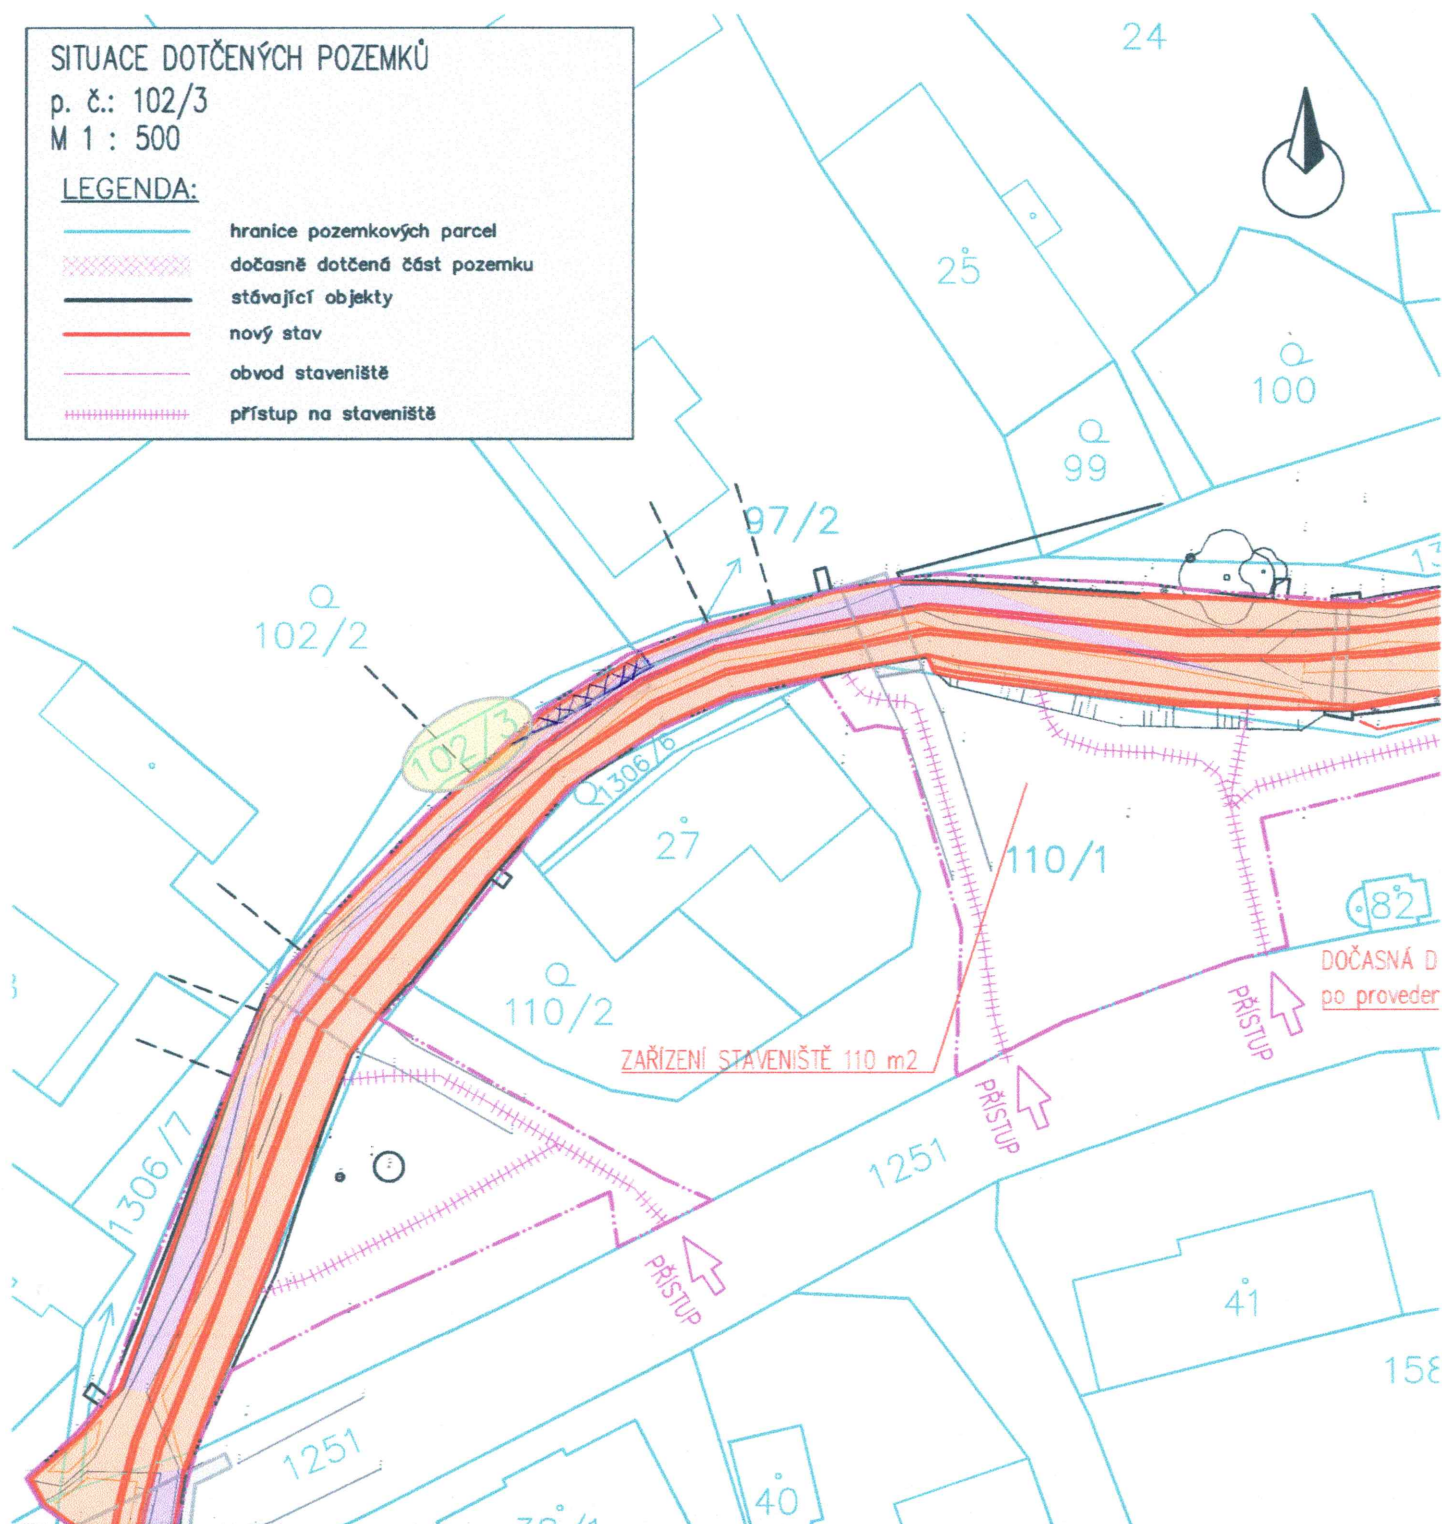 SITUACE DOTČENÝCH POZEMKŮ
p. č.: 102/3
M 1 : 500
LEGENDA:
hranice pozemkových parcel
dočasně dotčená část pozemku
stávající objekty
nový stav
obvod staveniště
přístup na staveniště
24
25
100
99
97/2
102/2
102/3
1306/6
27
110/1
82
DOČASNÁ D
po proveder
110/2
ZAŘÍZENÍ STAVENIŠTĚ 110 m2
PŘÍSTUP
PŘÍSTUP
1251
1306/7
PŘÍSTUP
41
158
1251
40